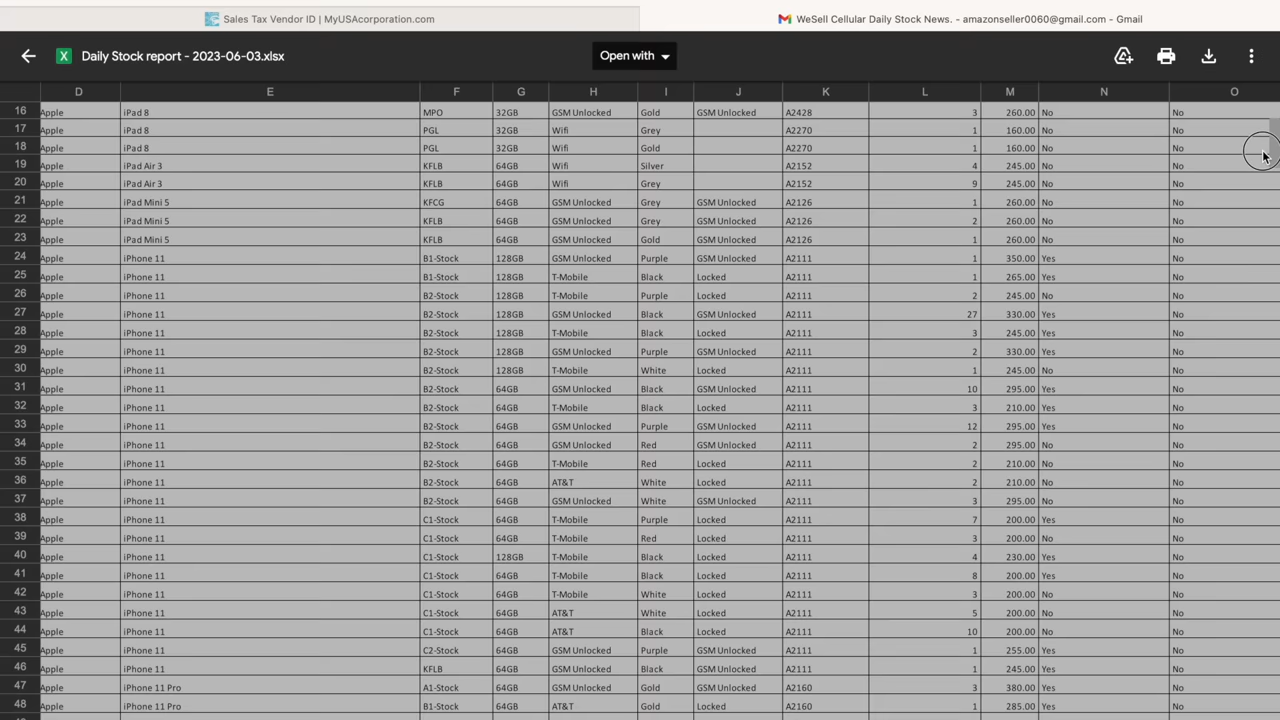 Sales Tax Vendor ID | MyUSAcorporation.com
WeSell Cellular Daily Stock News. - amazonseller0060@gmail.com - Gmail
Daily Stock report - 2023-06-03.xlsx
Open with
D E F G H I J K L M N O
16 Apple iPad 8 MPO 32GB GSM Unlocked Gold GSM Unlocked A2428 3 260.00 No No
17 Apple iPad 8 PGL 32GB Wifi Grey A2270 1 160.00 No No
18 Apple iPad 8 PGL 32GB Wifi Gold A2270 1 160.00 No No
19 Apple iPad Air 3 KFLB 64GB Wifi Silver A2152 4 245.00 No No
20 Apple iPad Air 3 KFLB 64GB Wifi Grey A2152 9 245.00 No No
21 Apple iPad Mini 5 KFCG 64GB GSM Unlocked Grey GSM Unlocked A2126 1 260.00 No No
22 Apple iPad Mini 5 KFLB 64GB GSM Unlocked Grey GSM Unlocked A2126 2 260.00 No No
23 Apple iPad Mini 5 KFLB 64GB GSM Unlocked Gold GSM Unlocked A2126 1 260.00 No No
24 Apple iPhone 11 B1-Stock 128GB GSM Unlocked Purple GSM Unlocked A2111 1 350.00 Yes No
25 Apple iPhone 11 B1-Stock 128GB T-Mobile Black Locked A2111 1 265.00 Yes No
26 Apple iPhone 11 B2-Stock 128GB T-Mobile Purple Locked A2111 2 245.00 No No
27 Apple iPhone 11 B2-Stock 128GB GSM Unlocked Black GSM Unlocked A2111 27 330.00 Yes No
28 Apple iPhone 11 B2-Stock 128GB T-Mobile Black Locked A2111 3 245.00 Yes No
29 Apple iPhone 11 B2-Stock 128GB GSM Unlocked Purple GSM Unlocked A2111 2 330.00 Yes No
30 Apple iPhone 11 B2-Stock 128GB T-Mobile White Locked A2111 1 245.00 No No
31 Apple iPhone 11 B2-Stock 64GB GSM Unlocked Black GSM Unlocked A2111 10 295.00 Yes No
32 Apple iPhone 11 B2-Stock 64GB T-Mobile Black Locked A2111 3 210.00 Yes No
33 Apple iPhone 11 B2-Stock 64GB GSM Unlocked Purple GSM Unlocked A2111 12 295.00 Yes No
34 Apple iPhone 11 B2-Stock 64GB GSM Unlocked Red GSM Unlocked A2111 2 295.00 No No
35 Apple iPhone 11 B2-Stock 64GB T-Mobile Red Locked A2111 2 210.00 No No
36 Apple iPhone 11 B2-Stock 64GB AT&T White Locked A2111 2 210.00 No No
37 Apple iPhone 11 B2-Stock 64GB GSM Unlocked White GSM Unlocked A2111 3 295.00 No No
38 Apple iPhone 11 C1-Stock 64GB T-Mobile Purple Locked A2111 7 200.00 Yes No
39 Apple iPhone 11 C1-Stock 64GB T-Mobile Red Locked A2111 3 200.00 No No
40 Apple iPhone 11 C1-Stock 128GB T-Mobile Black Locked A2111 4 230.00 Yes No
41 Apple iPhone 11 C1-Stock 64GB T-Mobile Black Locked A2111 8 200.00 Yes No
42 Apple iPhone 11 C1-Stock 64GB T-Mobile White Locked A2111 3 200.00 No No
43 Apple iPhone 11 C1-Stock 64GB AT&T White Locked A2111 5 200.00 No No
44 Apple iPhone 11 C1-Stock 64GB AT&T Black Locked A2111 10 200.00 No No
45 Apple iPhone 11 C2-Stock 64GB GSM Unlocked Purple GSM Unlocked A2111 1 255.00 Yes No
46 Apple iPhone 11 KFLB 64GB GSM Unlocked Black GSM Unlocked A2111 1 245.00 Yes No
47 Apple iPhone 11 Pro A1-Stock 64GB GSM Unlocked Gold GSM Unlocked A2160 3 380.00 Yes No
48 Apple iPhone 11 Pro B1-Stock 64GB AT&T Gold Locked A2160 1 285.00 Yes No